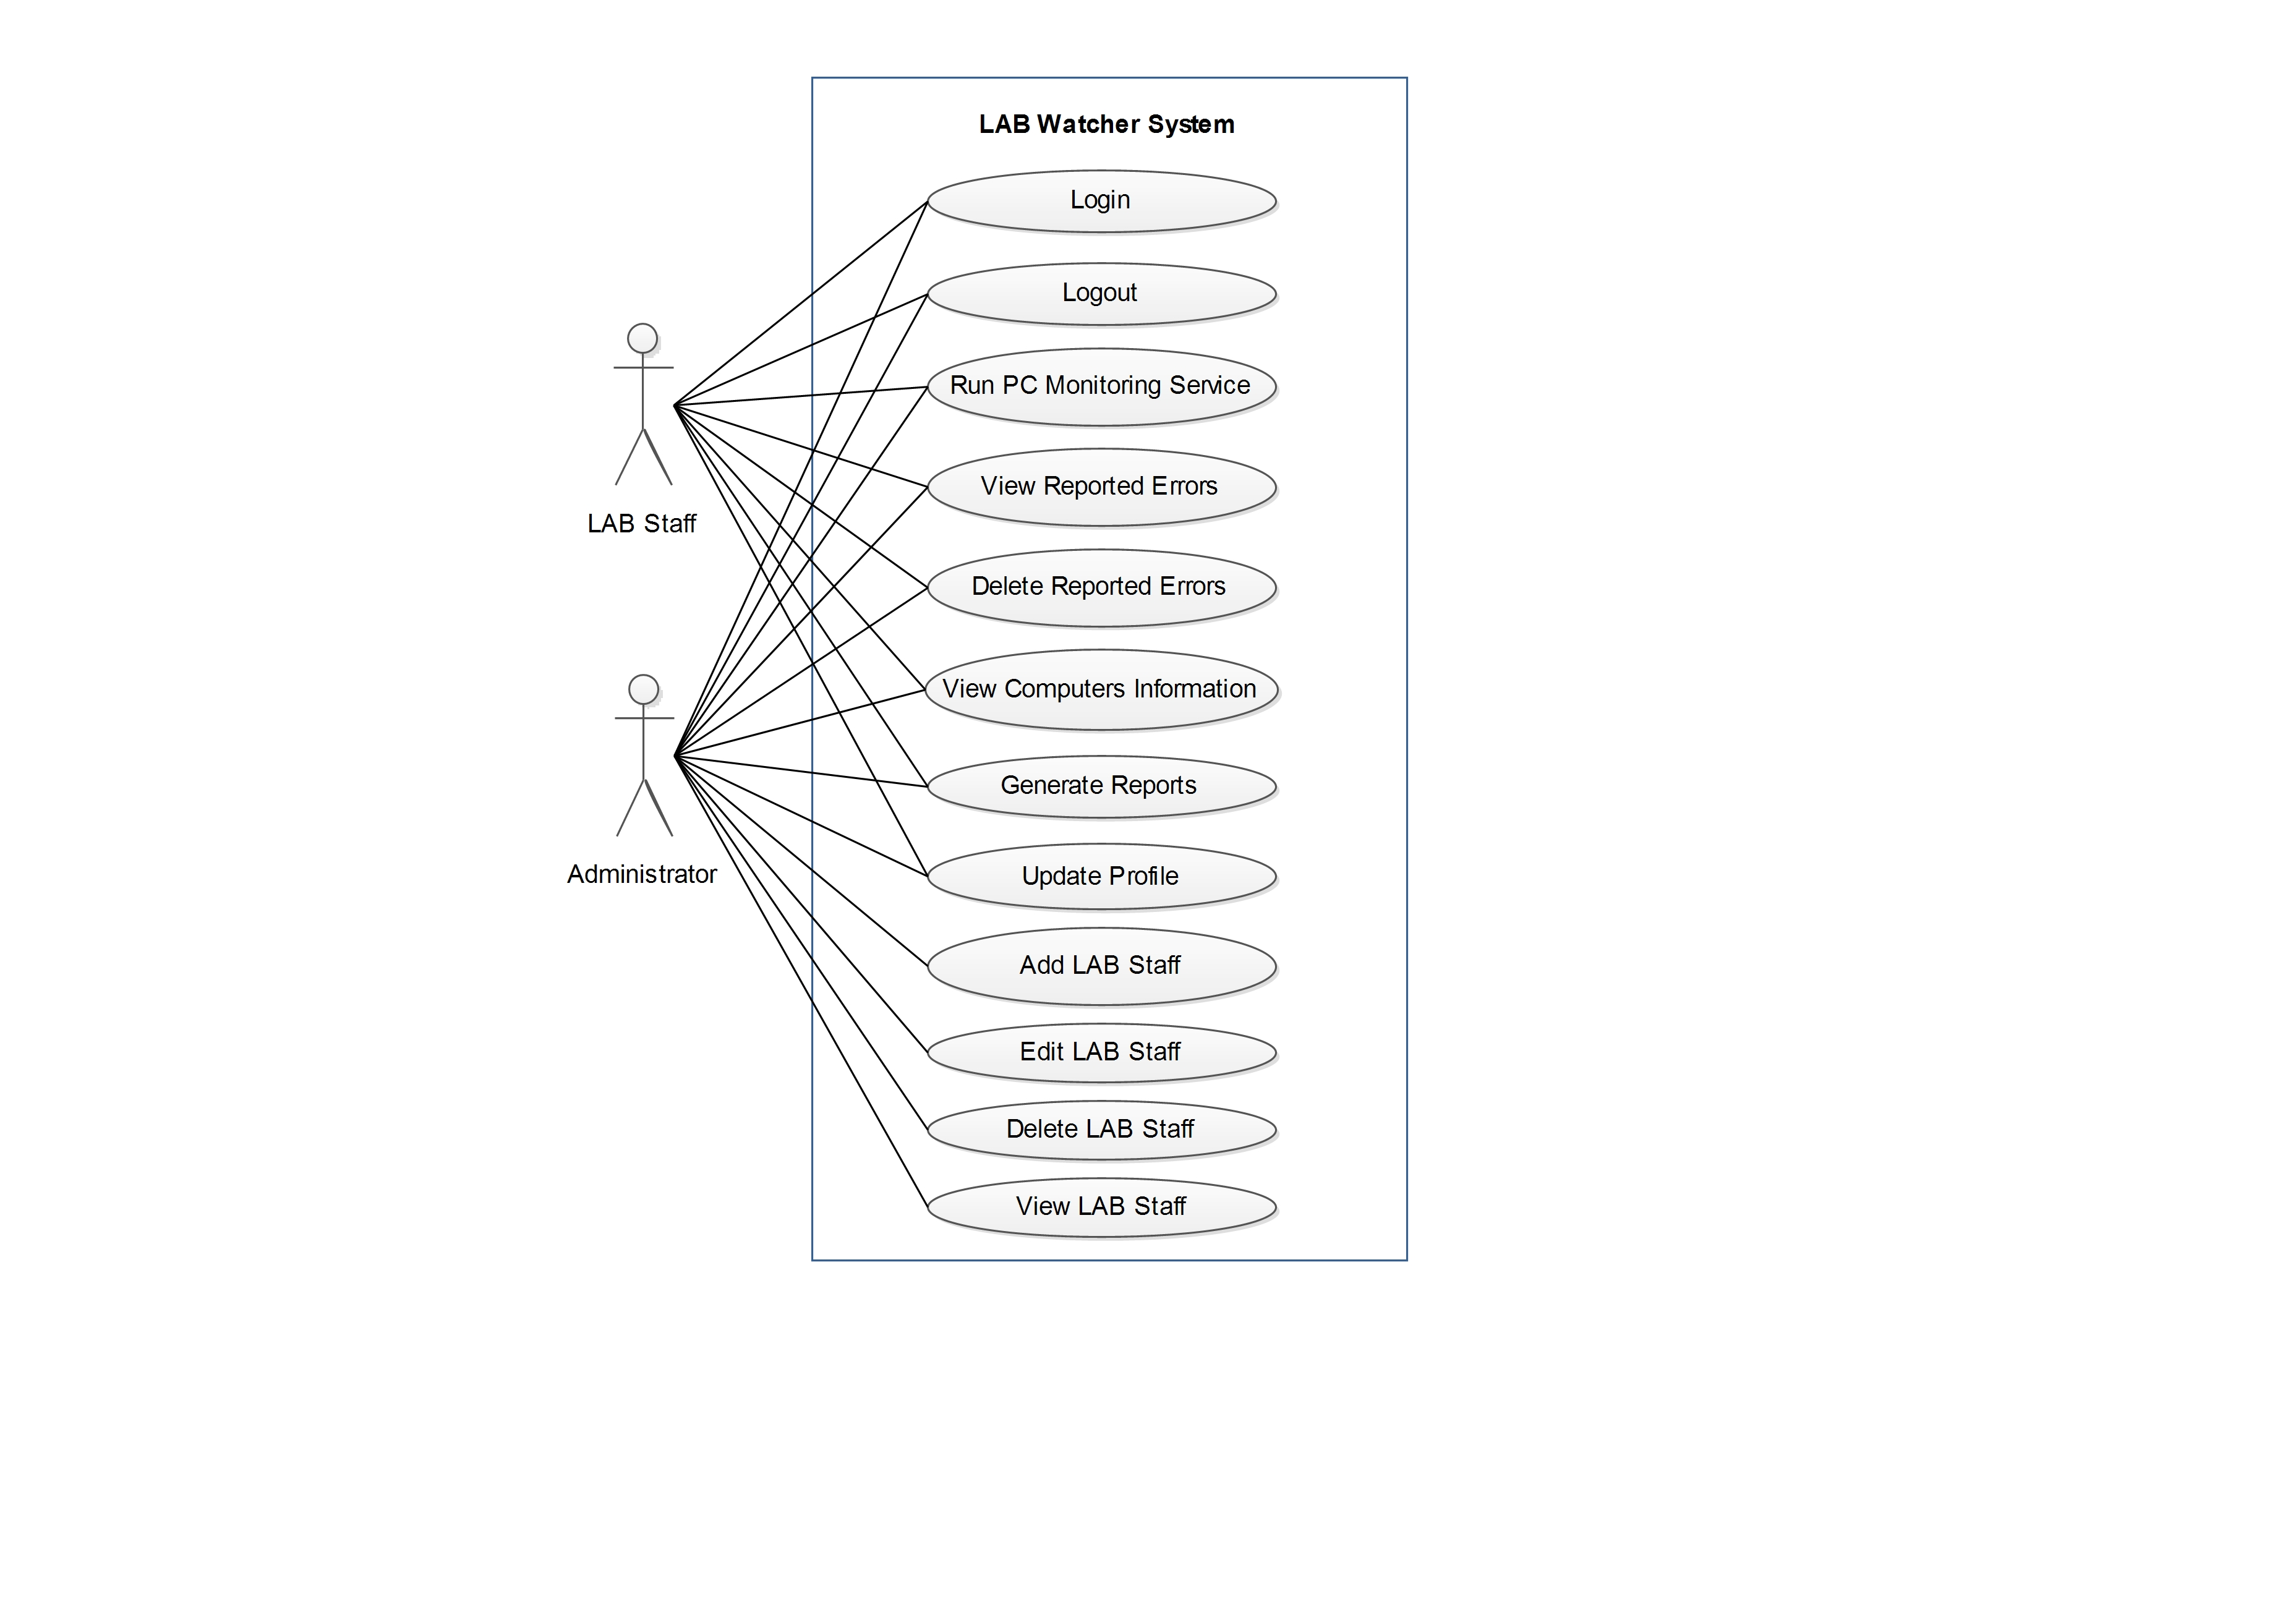 LAB Watcher System
Login
Logout
Run PC Monitoring Service
View Reported Errors
LAB Staff
Delete Reported Errors
View Computers Information
Generate Reports
Administrator
Update Profile
Add LAB Staff
Edit LAB Staff
Delete LAB Staff
View LAB Staff